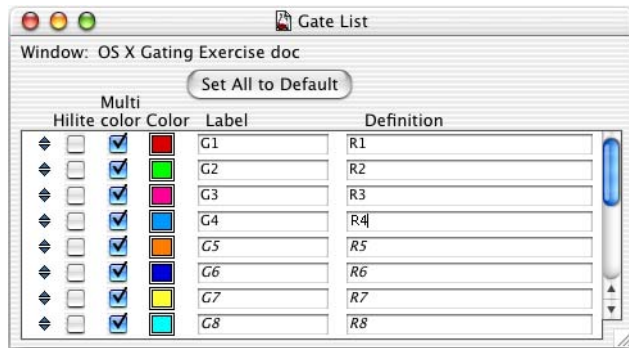 Gate List
Window: OS X Gating Exercise doc
Set All to Default
Multi
Hilite color Color Label Definition
G1 R1
G2 R2
G3 R3
G4 R4
G5 R5
G6 R6
G7 R7
G8 R8